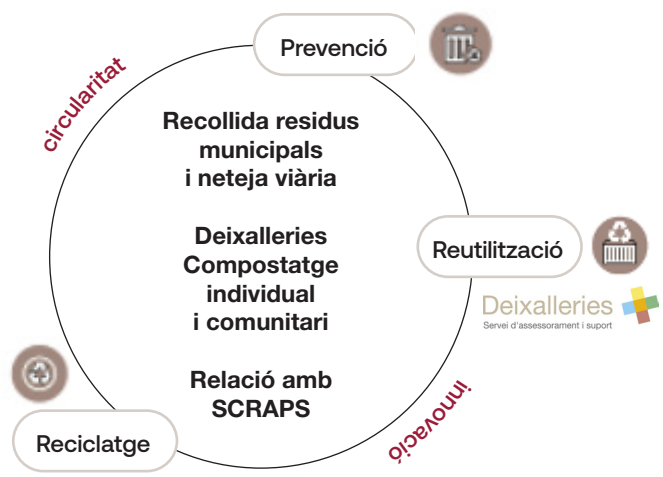 Prevenció
circularitat
Recollida residus
municipals
i neteja viària
Deixalleries
Compostatge
individual
i comunitari
Reutilització
Deixalleries
Servei d'assessorament i suport
Relació amb
SCRAPS
innovació
Reciclatge